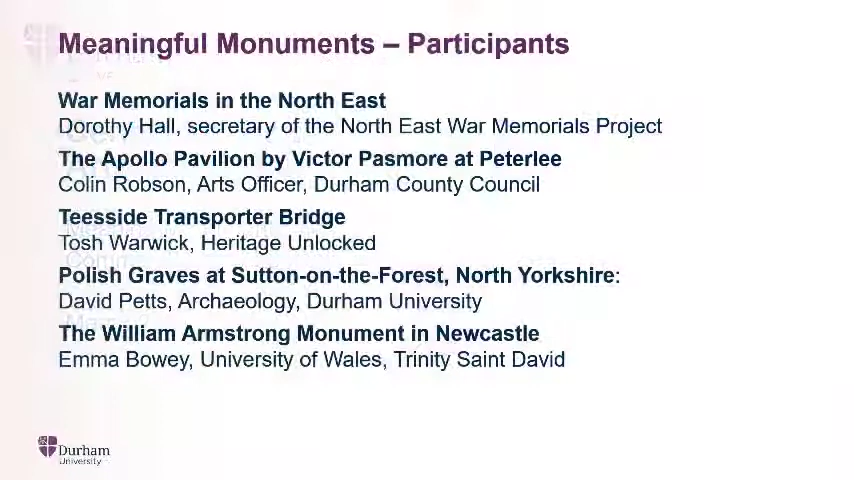 Meaningful Monuments – Participants
War Memorials in the North East
Dorothy Hall, secretary of the North East War Memorials Project
The Apollo Pavilion by Victor Pasmore at Peterlee
Colin Robson, Arts Officer, Durham County Council
Teesside Transporter Bridge
Tosh Warwick, Heritage Unlocked
Polish Graves at Sutton-on-the-Forest, North Yorkshire:
David Petts, Archaeology, Durham University
The William Armstrong Monument in Newcastle
Emma Bowey, University of Wales, Trinity Saint David
Durham
University